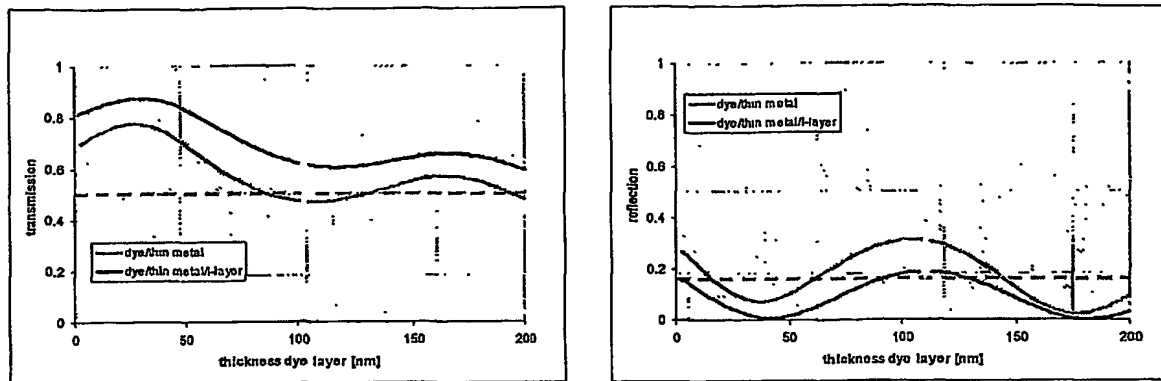 1
0.8
0.6
0.4
0.2
0
transmission
dye/thin metal
dye/thin metal/I-layer
0 50 100 150 200
thickness dye layer [nm]
1
0.8
0.6
0.4
0.2
0
reflection
dye/thin metal
dye/thin metal/I-layer
0 50 100 150 200
thickness dye layer [nm]